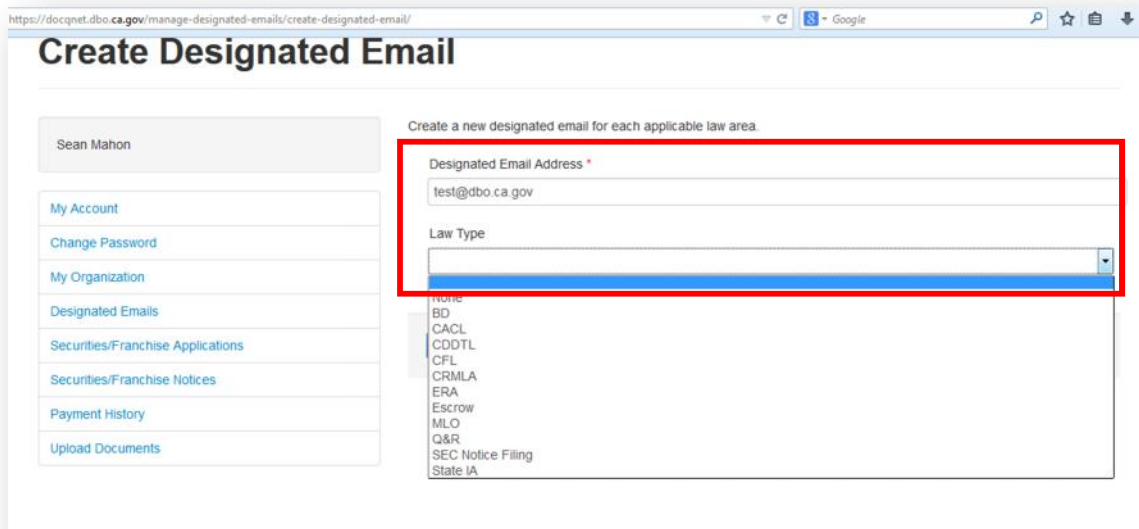 https://docqnet.dbo.ca.gov/manage-designated-emails/create-designated-email/
Google
Create Designated Email
Sean Mahon
My Account
Change Password
My Organization
Designated Emails
Securities/Franchise Applications
Securities/Franchise Notices
Payment History
Upload Documents
Create a new designated email for each applicable law area.
Designated Email Address *
test@dbo.ca.gov
Law Type
None
BD
CACL
CDDTL
CFL
CRMLA
ERA
Escrow
MLO
Q&R
SEC Notice Filing
State IA